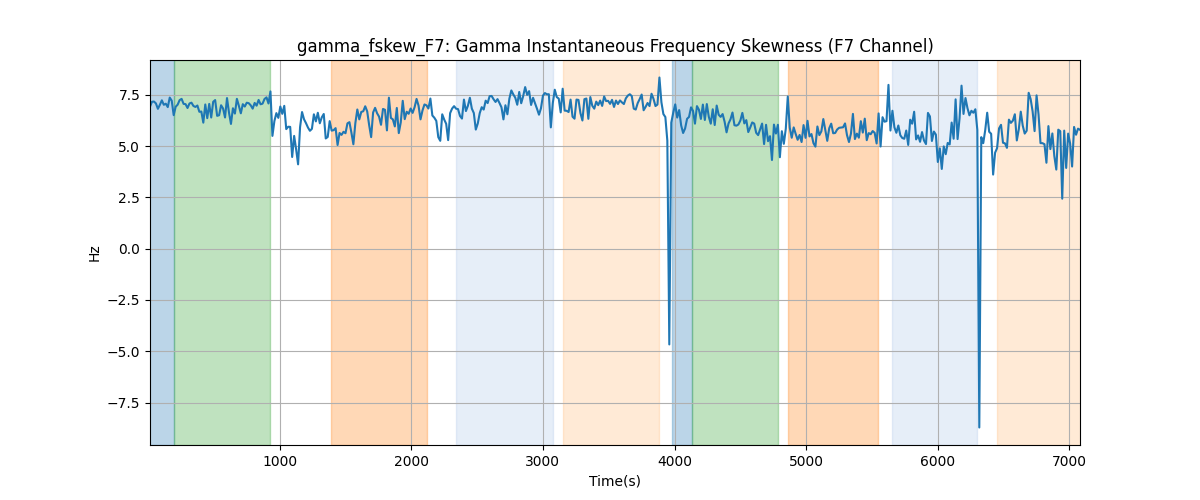 gamma_fskew_F7: Gamma Instantaneous Frequency Skewness (F7 Channel)
7.5
5.0
2.5
0.0
−2.5
−5.0
−7.5
Hz
1000 2000 3000 4000 5000 6000 7000
Time(s)